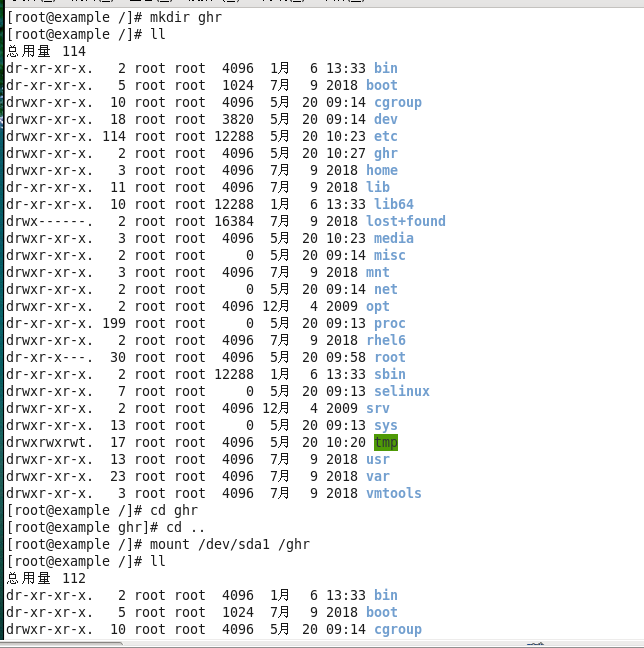 [root@example /]# mkdir ghr
[root@example /]# ll
总用量 114
dr-xr-xr-x.   2 root root  4096  1月   6 13:33 bin
dr-xr-xr-x.   5 root root  1024  7月   9 2018 boot
drwxr-xr-x.  10 root root  4096  5月  20 09:14 cgroup
drwxr-xr-x.  18 root root  3820  5月  20 09:14 dev
drwxr-xr-x. 114 root root 12288  5月  20 10:23 etc
drwxr-xr-x.   2 root root  4096  5月  20 10:27 ghr
drwxr-xr-x.   3 root root  4096  7月   9 2018 home
dr-xr-xr-x.  11 root root  4096  7月   9 2018 lib
dr-xr-xr-x.  10 root root 12288  1月   6 13:33 lib64
drwx------.   2 root root 16384  7月   9 2018 lost+found
drwxr-xr-x.   3 root root  4096  5月  20 10:23 media
drwxr-xr-x.   2 root root     0  5月  20 09:14 misc
drwxr-xr-x.   3 root root  4096  7月   9 2018 mnt
drwxr-xr-x.   2 root root     0  5月  20 09:14 net
drwxr-xr-x.   2 root root  4096 12月   4 2009 opt
dr-xr-xr-x. 199 root root     0  5月  20 09:13 proc
drwxr-xr-x.   2 root root  4096  7月   9 2018 rhel6
dr-xr-x---.  30 root root  4096  5月  20 09:58 root
dr-xr-xr-x.   2 root root 12288  1月   6 13:33 sbin
drwxr-xr-x.   7 root root     0  5月  20 09:13 selinux
drwxr-xr-x.   2 root root  4096 12月   4 2009 srv
drwxr-xr-x.  13 root root     0  5月  20 09:13 sys
drwxrwxrwt.  17 root root  4096  5月  20 10:20 tmp
drwxr-xr-x.  13 root root  4096  7月   9 2018 usr
drwxr-xr-x.  23 root root  4096  7月   9 2018 var
drwxr-xr-x.   3 root root  4096  7月   9 2018 vmtools
[root@example /]# cd ghr
[root@example ghr]# cd ..
[root@example /]# mount /dev/sda1 /ghr
[root@example /]# ll
总用量 112
dr-xr-xr-x.   2 root root  4096  1月   6 13:33 bin
dr-xr-xr-x.   5 root root  1024  7月   9 2018 boot
drwxr-xr-x.  10 root root  4096  5月  20 09:14 cgroup